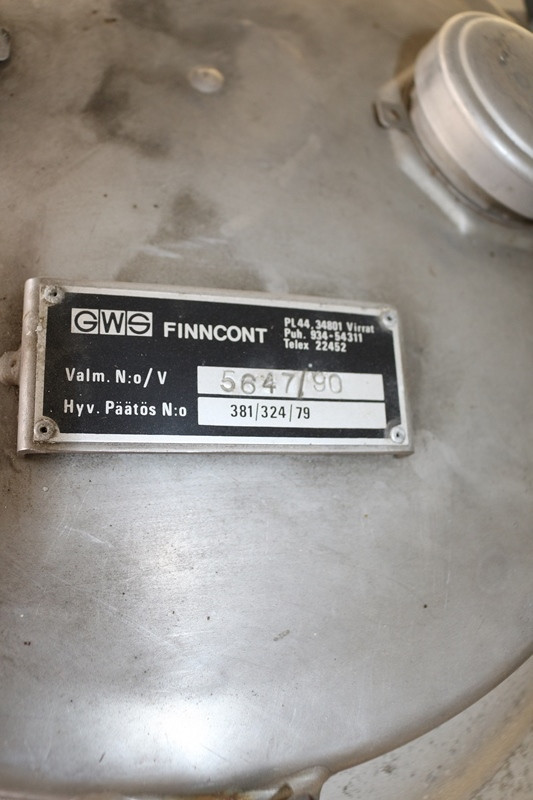 GWS FINNCONT
PL44, 34801 Virrat
Puh. 934-54311
Telex 22452
Valm. N:o/V 5647/90
Hyv. Päätös N:o 381/324/79